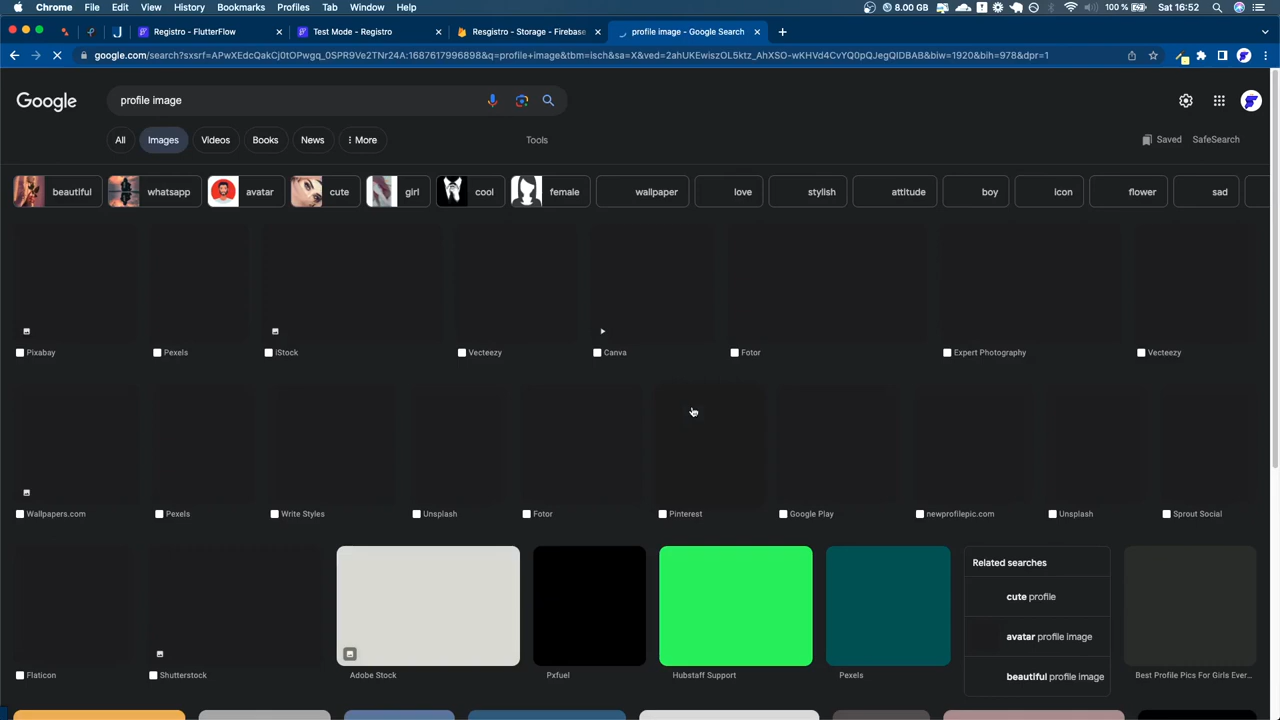 Chrome File Edit View History Bookmarks Profiles Tab Window Help 8.00 GB 100 % Sat 16:52
Registro - FlutterFlow Test Mode - Registro Resgistro - Storage - Firebase profile image - Google Search
google.com/search?sxsrf=APwXEdcQakCj0tOPwgq_0SPR9Ve2TNr24A:1687617996898&q=profile+image&tbm=isch&sa=X&ved=2ahUKEwiszOL5ktz_AhXSO-wKHVd4CvYQ0pQJegQIDBAB&biw=1920&bih=978&dpr=1
Google profile image
All Images Videos Books News More Tools Saved SafeSearch
beautiful whatsapp avatar cute girl cool female wallpaper love stylish attitude boy icon flower sad
Pixabay Pexels iStock Vecteezy Canva Fotor Expert Photography Vecteezy
Wallpapers.com Pexels Write Styles Unsplash Fotor Pinterest Google Play newprofilepic.com Unsplash Sprout Social
Related searches
cute profile
avatar profile image
beautiful profile image
Flaticon Shutterstock Adobe Stock Pxfuel Hubstaff Support Pexels Best Profile Pics For Girls Ever...